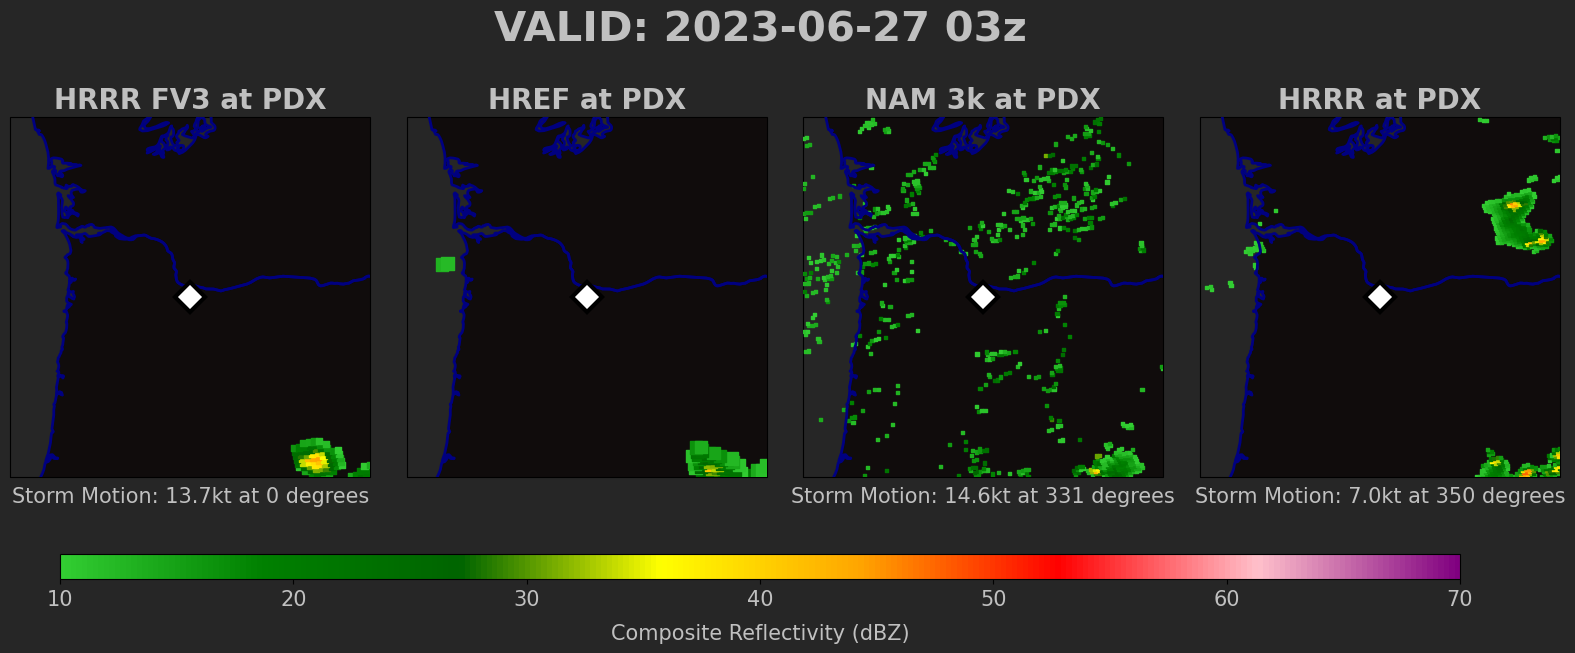 VALID: 2023-06-27 03z
HRRR FV3 at PDX
HREF at PDX
NAM 3k at PDX
HRRR at PDX
Storm Motion: 13.7kt at 0 degrees
Storm Motion: 14.6kt at 331 degrees
Storm Motion: 7.0kt at 350 degrees
10 20 30 40 50 60 70
Composite Reflectivity (dBZ)